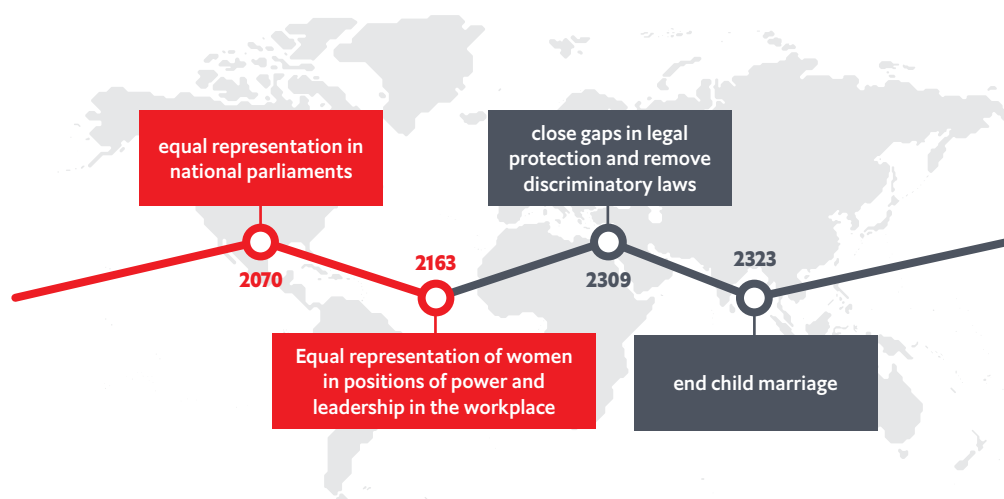 equal representation in
national parliaments
2070
2163
Equal representation of women
in positions of power and
leadership in the workplace
close gaps in legal
protection and remove
discriminatory laws
2309
2323
end child marriage